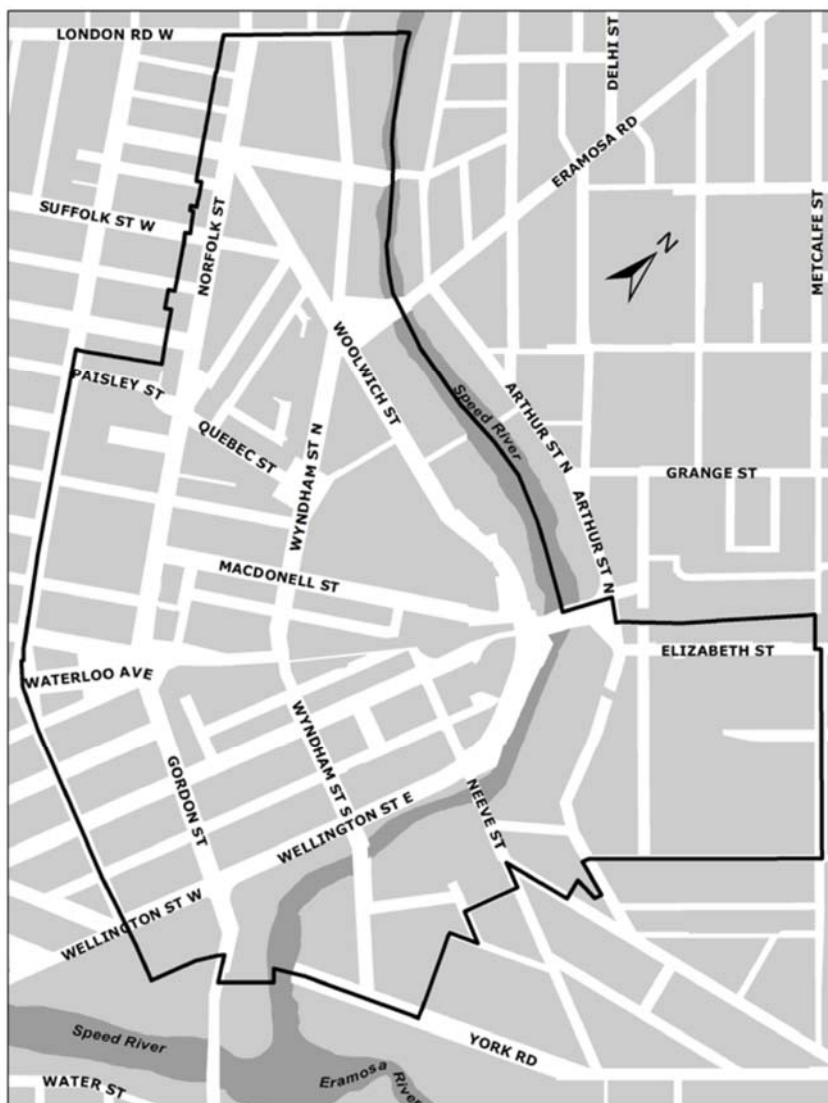 LONDON RD W
DELHI ST
ERAMOSA RD
SUFFOLK ST W
NORFOLK ST
METCALFE ST
N
WOOLWICH ST
PAISLEY ST
QUEBEC ST
Speed River
ARTHUR ST N
WYNDHAM ST N
GRANGE ST
ARTHUR ST N
MACDONELL ST
ELIZABETH ST
WATERLOO AVE
WYNDHAM ST S
GORDON ST
NEEVE ST
WELLINGTON ST E
WELLINGTON ST W
Speed River
YORK RD
WATER ST
Eramosa River